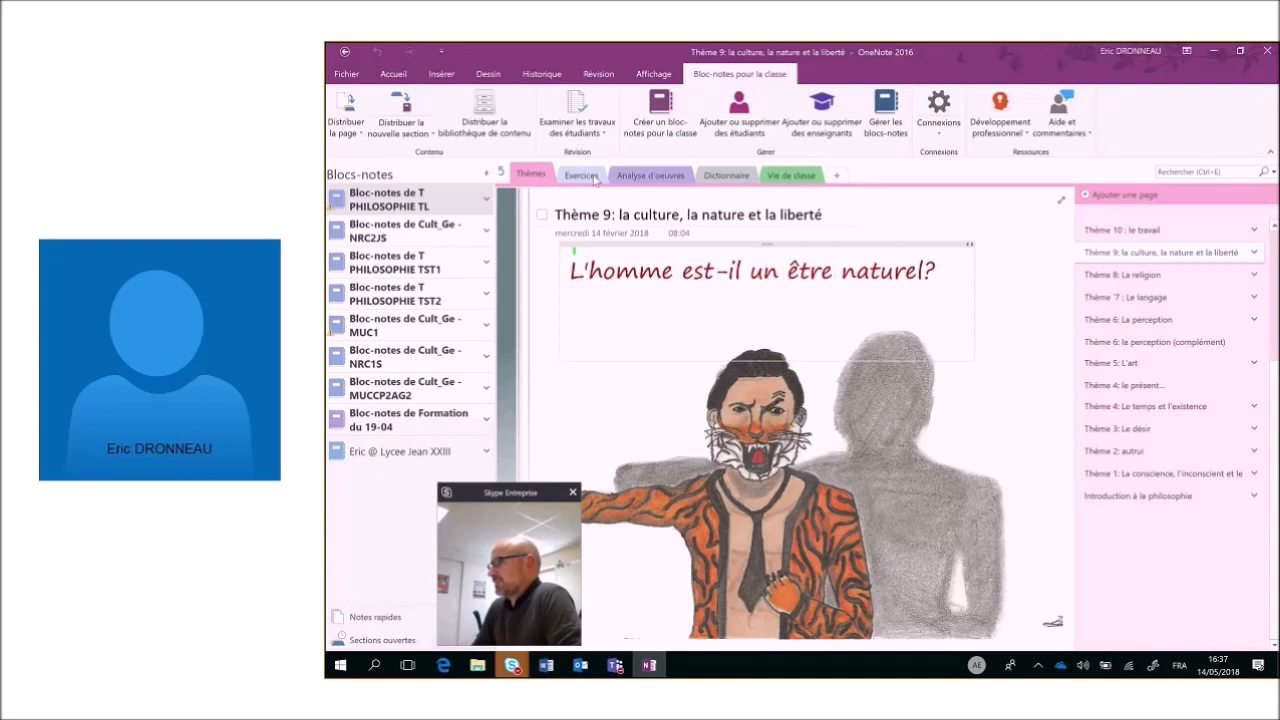 Eric DRONNEAU
Thème 9: la culture, la nature et la liberté - OneNote 2016
Eric DRONNEAU
Fichier Accueil Insérer Dessin Historique Révision Affichage Bloc-notes pour la classe
Distribuer la page
Distribuer la nouvelle section
Distribuer la bibliothèque de contenu
Examiner les travaux des étudiants
Créer un bloc-notes pour la classe
Ajouter ou supprimer des étudiants
Ajouter ou supprimer des enseignants
Gérer les blocs-notes
Connexions
Développement professionnel
Aide et commentaires
Contenu Révision Gérer Connexions Ressources
Blocs-notes
Thèmes Exercices Analyse d'oeuvres Dictionnaire Vie de classe +
Rechercher (Ctrl+E)
Bloc-notes de T
PHILOSOPHIE TL
Bloc-notes de Cult_Ge -
NRC2JS
Bloc-notes de T
PHILOSOPHIE TST1
Bloc-notes de T
PHILOSOPHIE TST2
Bloc-notes de Cult_Ge -
MUC1
Bloc-notes de Cult_Ge -
NRC1S
Bloc-notes de Cult_Ge -
MUCCP2AG2
Bloc-notes de Formation
du 19-04
Eric @ Lycee Jean XXIII
Notes rapides
Sections ouvertes
Thème 9: la culture, la nature et la liberté
mercredi 14 février 2018 08:04
L'homme est-il un être naturel?
Skype Entreprise
Ajouter une page
Thème 10 : le travail
Thème 9: la culture, la nature et la liberté
Thème 8: La religion
Thème '7 : Le langage
Thème 6: La perception
Thème 6: la perception (complément)
Thème 5: L'art
Thème 4: le présent...
Thème 4: Le temps et l'existence
Thème 3: Le désir
Thème 2: autrui
Thème 1: La conscience, l'inconscient et le
Introduction à la philosophie
AE
FRA
16:37
14/05/2018